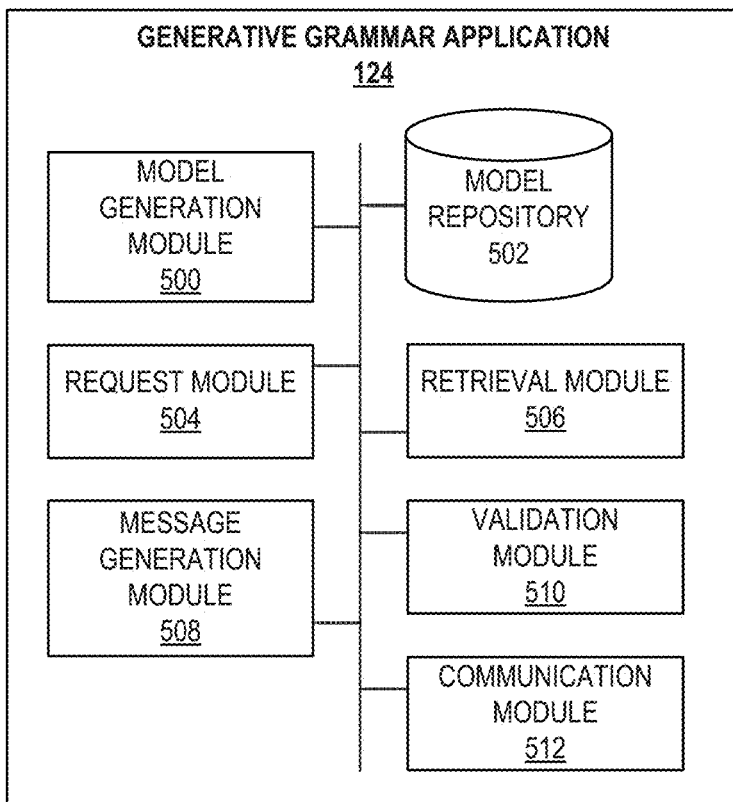 GENERATIVE GRAMMAR APPLICATION
124
MODEL
GENERATION
MODULE
500
MODEL
REPOSITORY
502
REQUEST MODULE
504
RETRIEVAL MODULE
506
MESSAGE
GENERATION
MODULE
508
VALIDATION
MODULE
510
COMMUNICATION
MODULE
512